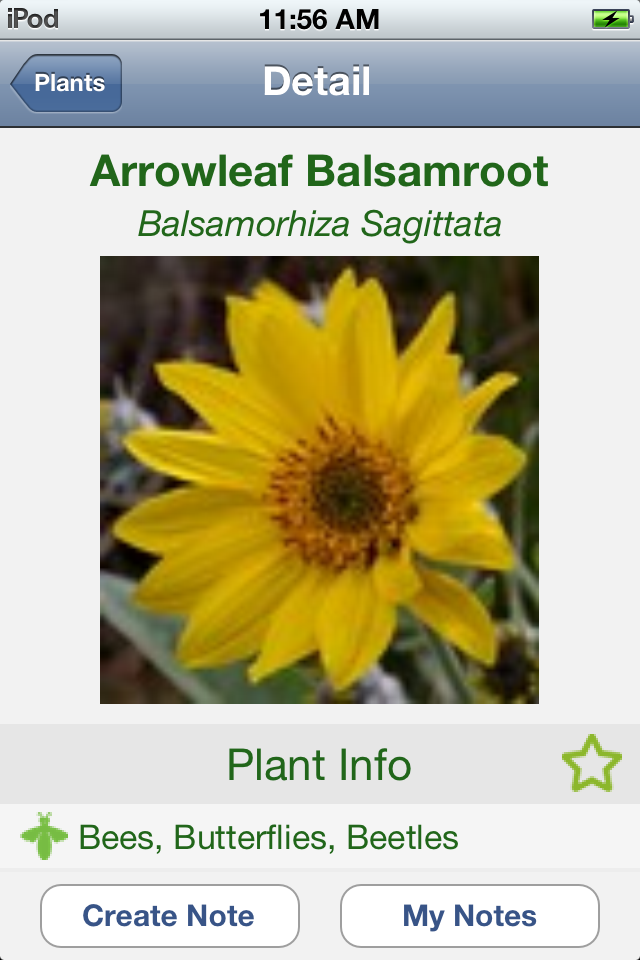 iPod 11:56 AM
Plants Detail
Arrowleaf Balsamroot
Balsamorhiza Sagittata
Plant Info
Bees, Butterflies, Beetles
Create Note My Notes